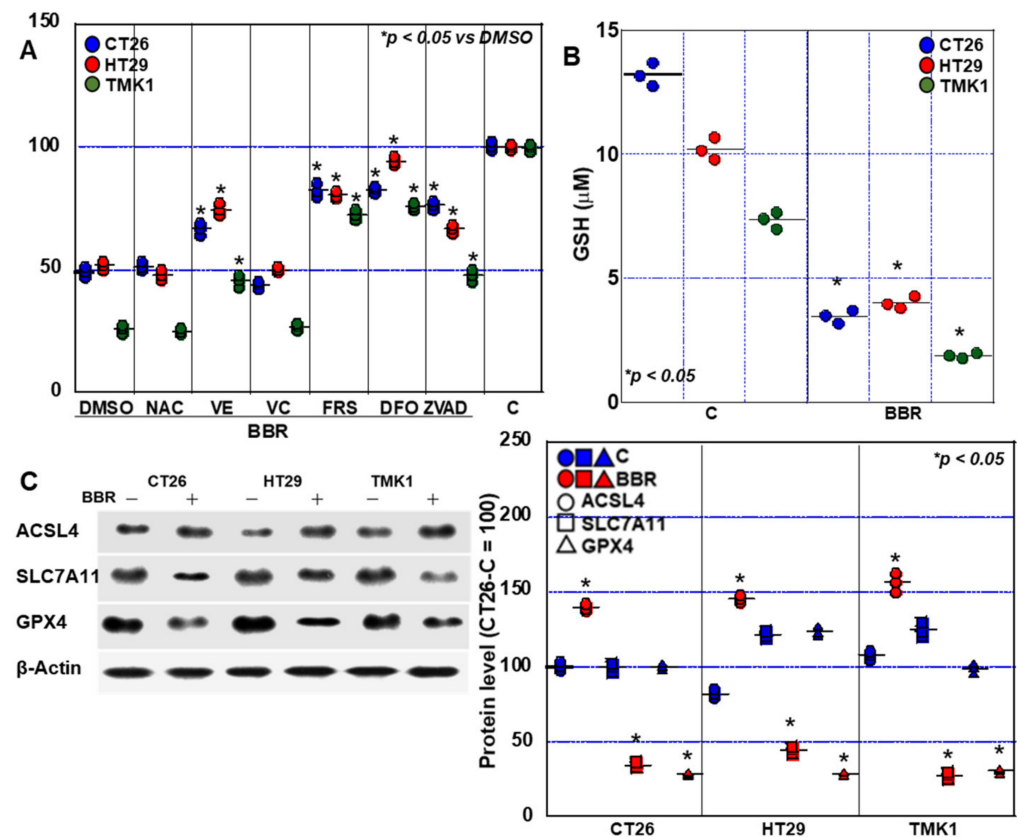 A
150
*p < 0.05 vs DMSO
CT26
HT29
TMK1
100
* * * * * * * * * * * *
50
0
DMSO NAC VE VC FRS DFO ZVAD C
BBR
B
15
CT26
HT29
TMK1
10
GSH (µM)
5
* * *
0
*p < 0.05
C BBR
C
CT26 HT29 TMK1
BBR − + − + − +
ACSL4
SLC7A11
GPX4
β-Actin
250
C
*p < 0.05
BBR
ACSL4
SLC7A11
GPX4
200
150
* * *
100
50
* * * * * *
0
Protein level (CT26-C = 100)
CT26 HT29 TMK1